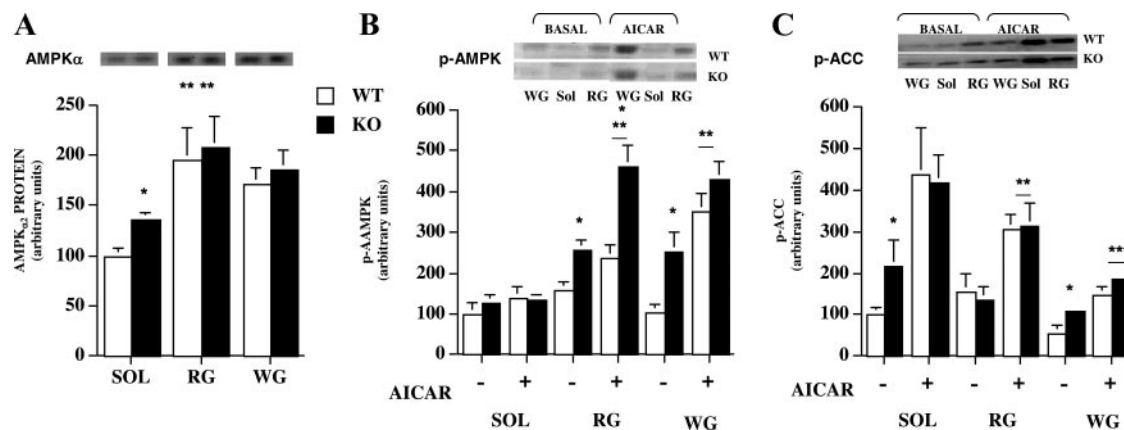 A
AMPKα
** **
WT
KO
AMPKα2 PROTEIN
(arbitrary units)
250
200
150
100
50
0
*
SOL RG WG
B
BASAL AICAR
p-AMPK
WT
KO
WG Sol RG WG Sol RG
p-AAMPK
(arbitrary units)
600
500
400
300
200
100
0
*
*
**
*
**
AICAR - + - + - +
SOL RG WG
C
BASAL AICAR
p-ACC
WT
KO
WG Sol RG WG Sol RG
p-ACC
(arbitrary units)
600
500
400
300
200
100
0
*
**
*
***
AICAR - + - + - +
SOL RG WG